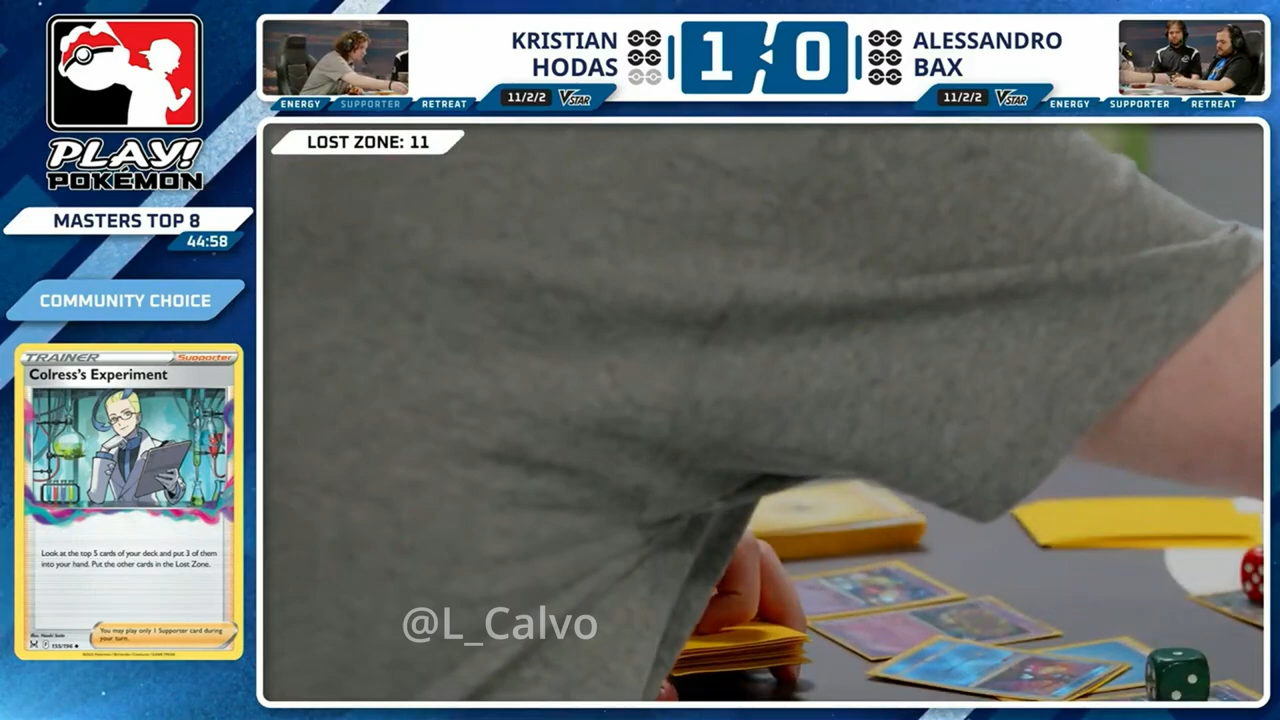 PLAY!
POKÉMON
MASTERS TOP 8
44:58
COMMUNITY CHOICE
TRAINER
Supporter
Colress's Experiment
Look at the top 5 cards of your deck and put 3 of them
into your hand. Put the other cards in the Lost Zone.
You may play only 1 Supporter card during
your turn.
155/196
KRISTIAN
HODAS
1
0
ALESSANDRO
BAX
ENERGY
SUPPORTER
RETREAT
11/2/2
VSTAR
11/2/2
VSTAR
ENERGY
SUPPORTER
RETREAT
LOST ZONE: 11
@L_Calvo